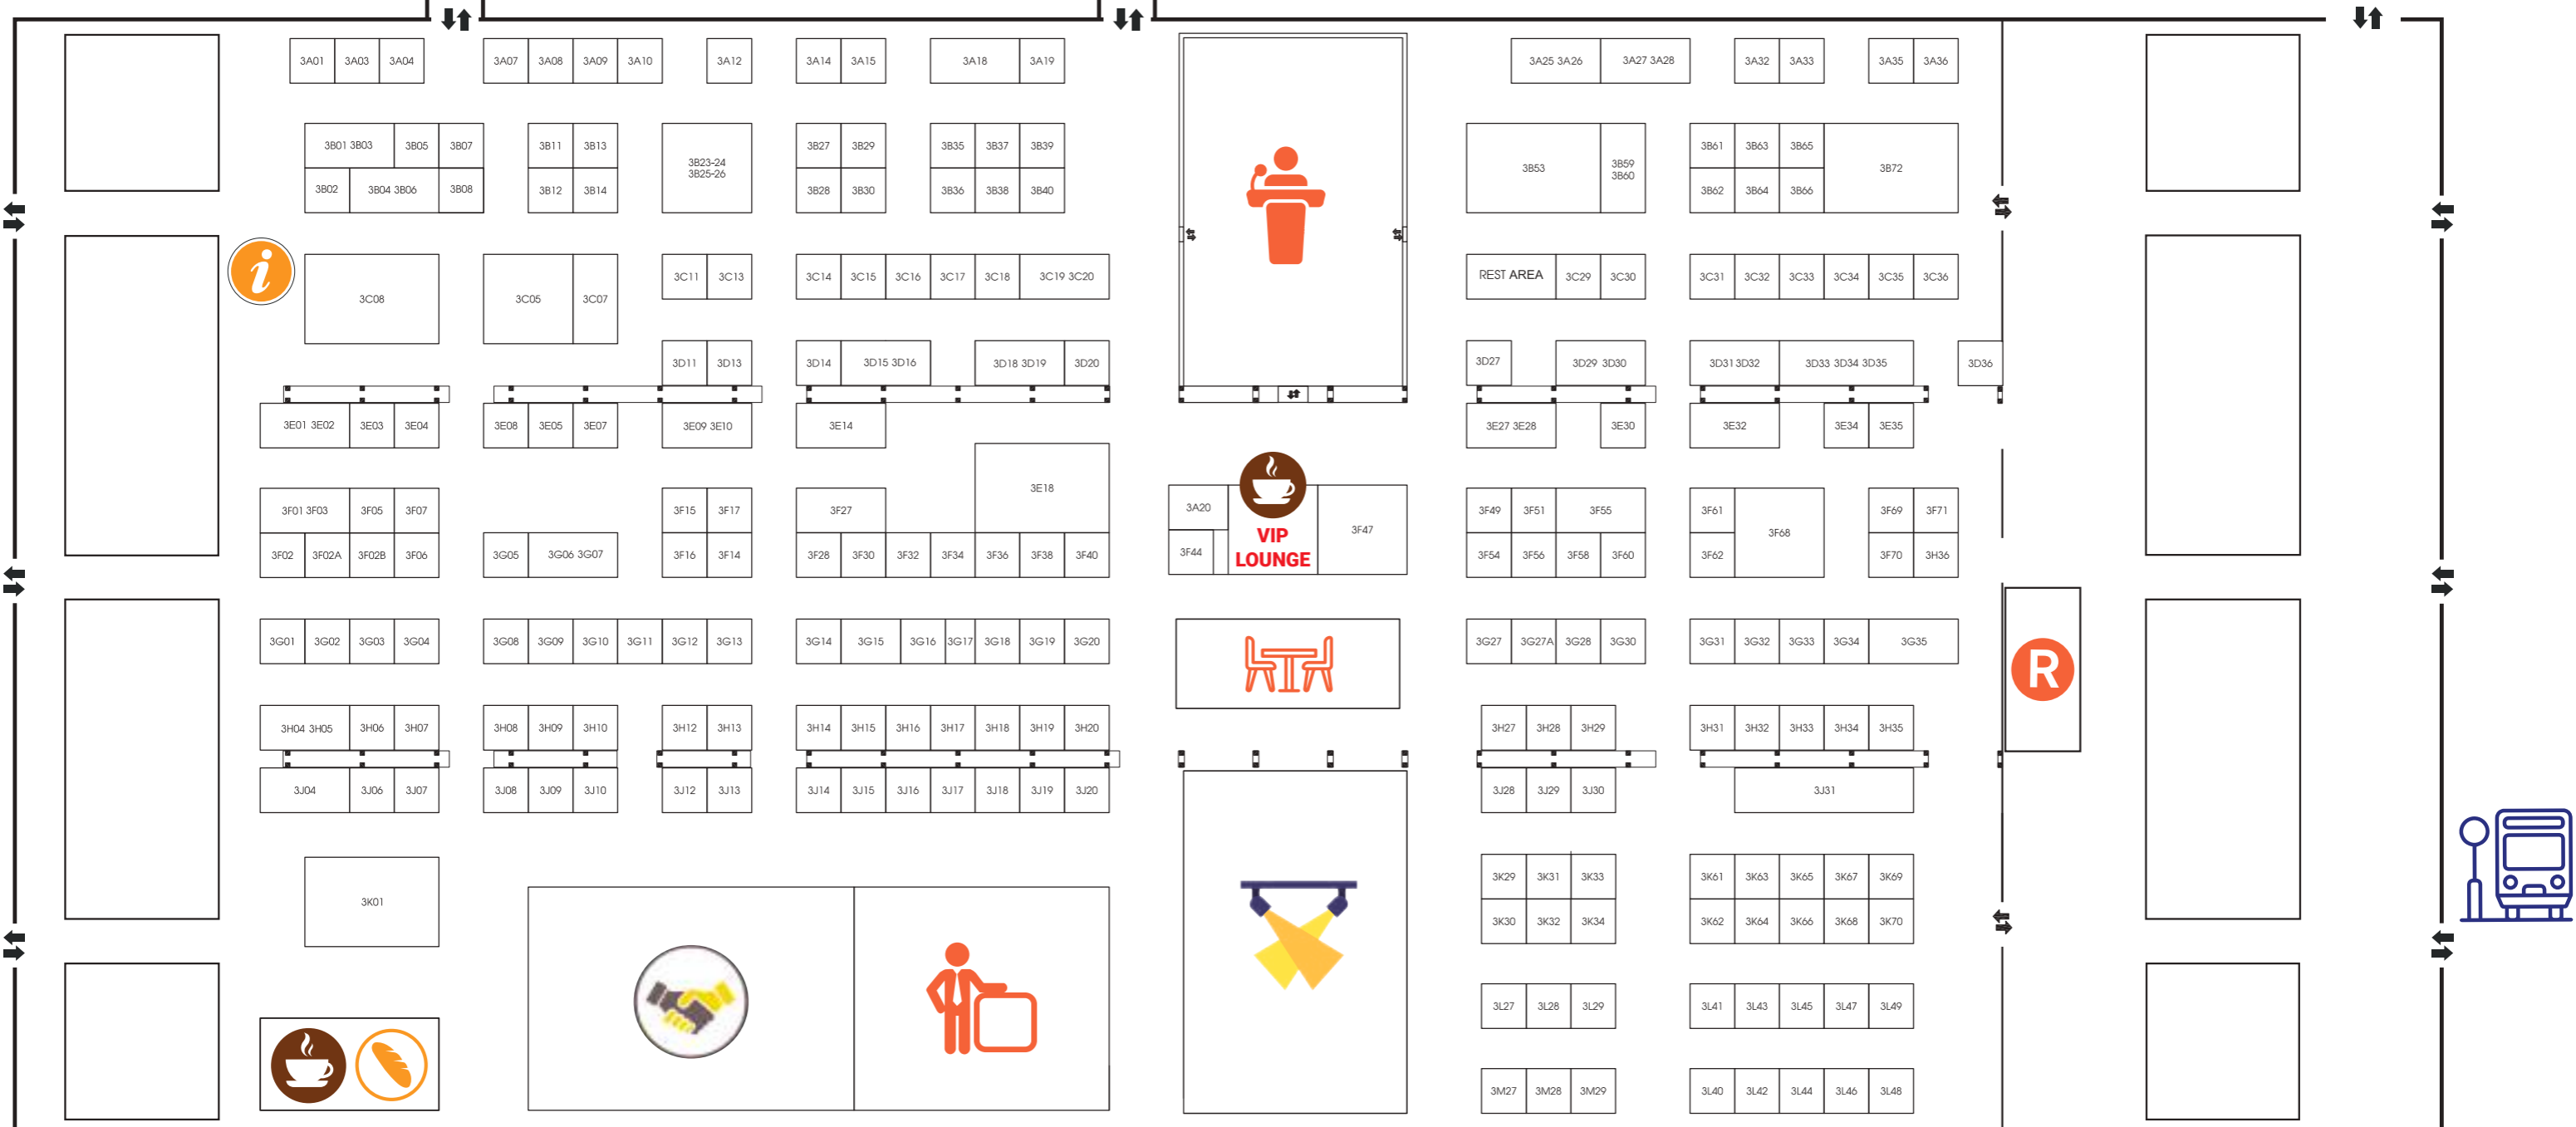 3A01 3A03 3A04 3A07 3A08 3A09 3A10 3A12 3A14 3A15 3A18 3A19 3A25 3A26 3A27 3A28 3A32 3A33 3A35 3A36
3B01 3B03 3B05 3B07 3B11 3B13 3B23-24 3B27 3B29 3B35 3B37 3B39 3B53 3B59 3B61 3B63 3B65 3B72
3B25-26 3B60
3B02 3B04 3B06 3B08 3B12 3B14 3B28 3B30 3B36 3B38 3B40 3B62 3B64 3B66
i
3C08 3C05 3C07 3C11 3C13 3C14 3C15 3C16 3C17 3C18 3C19 3C20 REST AREA 3C29 3C30 3C31 3C32 3C33 3C34 3C35 3C36
3D11 3D13 3D14 3D15 3D16 3D18 3D19 3D20 3D27 3D29 3D30 3D31 3D32 3D33 3D34 3D35 3D36
3E01 3E02 3E03 3E04 3E08 3E05 3E07 3E09 3E10 3E14 3E27 3E28 3E30 3E32 3E34 3E35
3E18
3F01 3F03 3F05 3F07 3F15 3F17 3F27 3A20 3F47 3F49 3F51 3F55 3F61 3F68 3F69 3F71
VIP
LOUNGE
3F02 3F02A 3F02B 3F06 3G05 3G06 3G07 3F16 3F14 3F28 3F30 3F32 3F34 3F36 3F38 3F40 3F44 3F54 3F56 3F58 3F60 3F62 3F70 3H36
3G01 3G02 3G03 3G04 3G08 3G09 3G10 3G11 3G12 3G13 3G14 3G15 3G16 3G17 3G18 3G19 3G20 3G27 3G27A 3G28 3G30 3G31 3G32 3G33 3G34 3G35
R
3H04 3H05 3H06 3H07 3H08 3H09 3H10 3H12 3H13 3H14 3H15 3H16 3H17 3H18 3H19 3H20 3H27 3H28 3H29 3H31 3H32 3H33 3H34 3H35
3J04 3J06 3J07 3J08 3J09 3J10 3J12 3J13 3J14 3J15 3J16 3J17 3J18 3J19 3J20 3J28 3J29 3J30 3J31
3K01 3K29 3K31 3K33 3K61 3K63 3K65 3K67 3K69
3K30 3K32 3K34 3K62 3K64 3K66 3K68 3K70
3L27 3L28 3L29 3L41 3L43 3L45 3L47 3L49
3M27 3M28 3M29 3L40 3L42 3L44 3L46 3L48